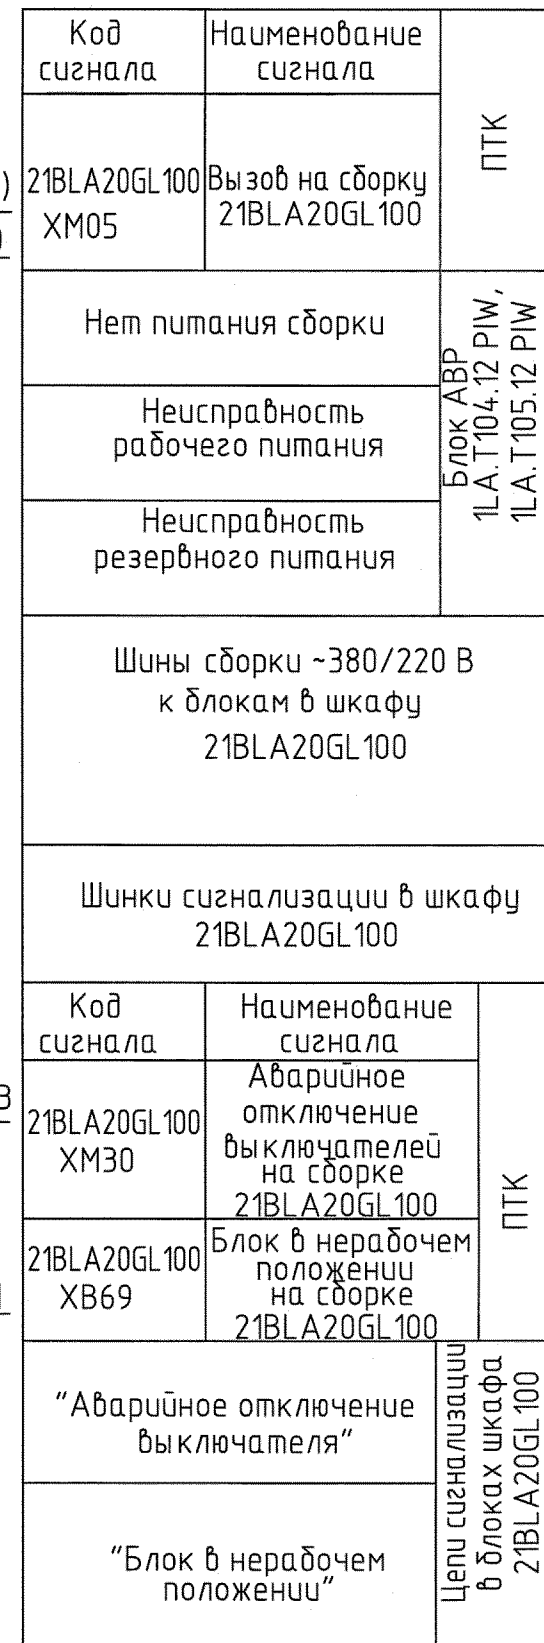 Код
сигнала
Наименование
сигнала
ПТК
)
)
21BLA20GL100
XM05
Вызов на сборку
21BLA20GL100
Нет питания сборки
Неисправность
рабочего питания
Неисправность
резервного питания
Блок АВР
1LA.T104.12 PIW,
1LA.T105.12 PIW
Шины сборки ~380/220 В
к блокам в шкафу
21BLA20GL100
Шинки сигнализации в шкафу
21BLA20GL100
Код
сигнала
Наименование
сигнала
ПТК
21BLA20GL100
XM30
Аварийное
отключение
выключателей
на сборке
21BLA20GL100
21BLA20GL100
XB69
Блок в нерабочем
положении
на сборке
21BLA20GL100
"Аварийное отключение
выключателя"
"Блок в нерабочем
положении"
Цепи сигнализации
в блоках шкафа
21BLA20GL100